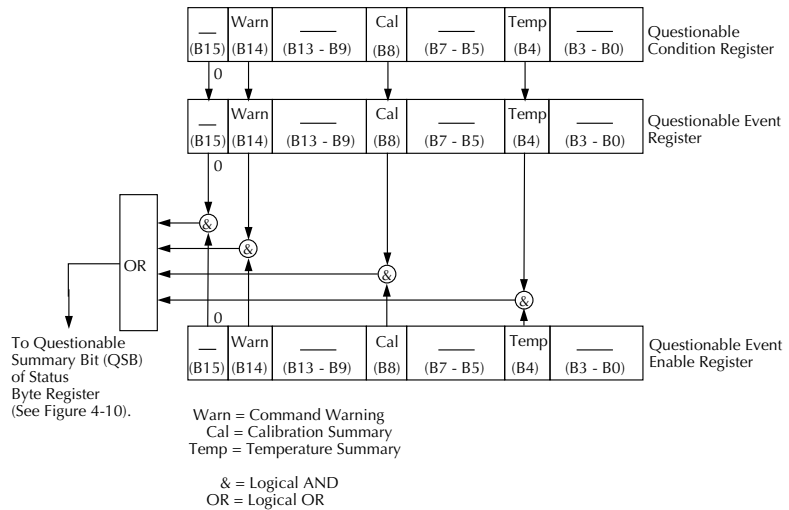 Warn Cal Temp
(B15) (B14) (B13 - B9) (B8) (B7 - B5) (B4) (B3 - B0)
Questionable
Condition Register
0
Warn Cal Temp
(B15) (B14) (B13 - B9) (B8) (B7 - B5) (B4) (B3 - B0)
Questionable Event
Register
0
&
&
&
&
OR
0
To Questionable
Summary Bit (QSB)
of Status
Byte Register
(See Figure 4-10).
Warn Cal Temp
(B15) (B14) (B13 - B9) (B8) (B7 - B5) (B4) (B3 - B0)
Questionable Event
Enable Register
Warn = Command Warning
Cal = Calibration Summary
Temp = Temperature Summary
& = Logical AND
OR = Logical OR